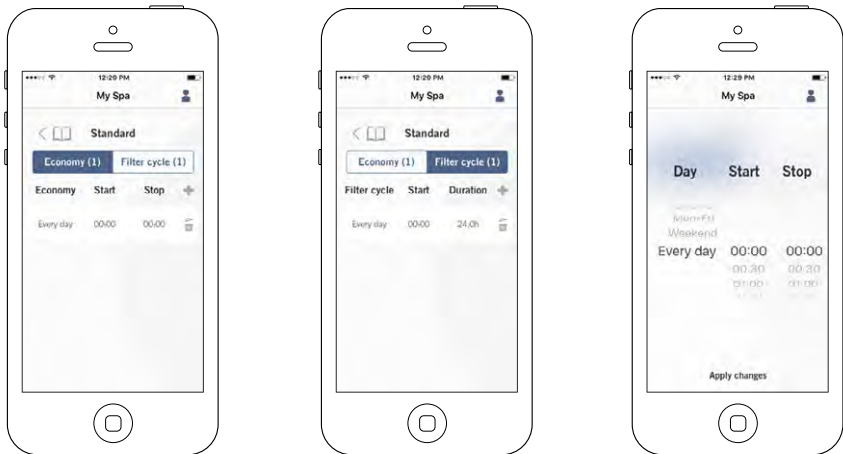 12:29 PM
My Spa
Standard
Economy (1) Filter cycle (1)
Economy Start Stop
Every day 00:00 00:00
12:29 PM
My Spa
Standard
Economy (1) Filter cycle (1)
Filter cycle Start Duration
Every day 00:00 24,0h
12:29 PM
My Spa
Day Start Stop
Mon-Fri
Weekend
Every day 00:00 00:00
00:30 00:30
01:00 01:00
Apply changes